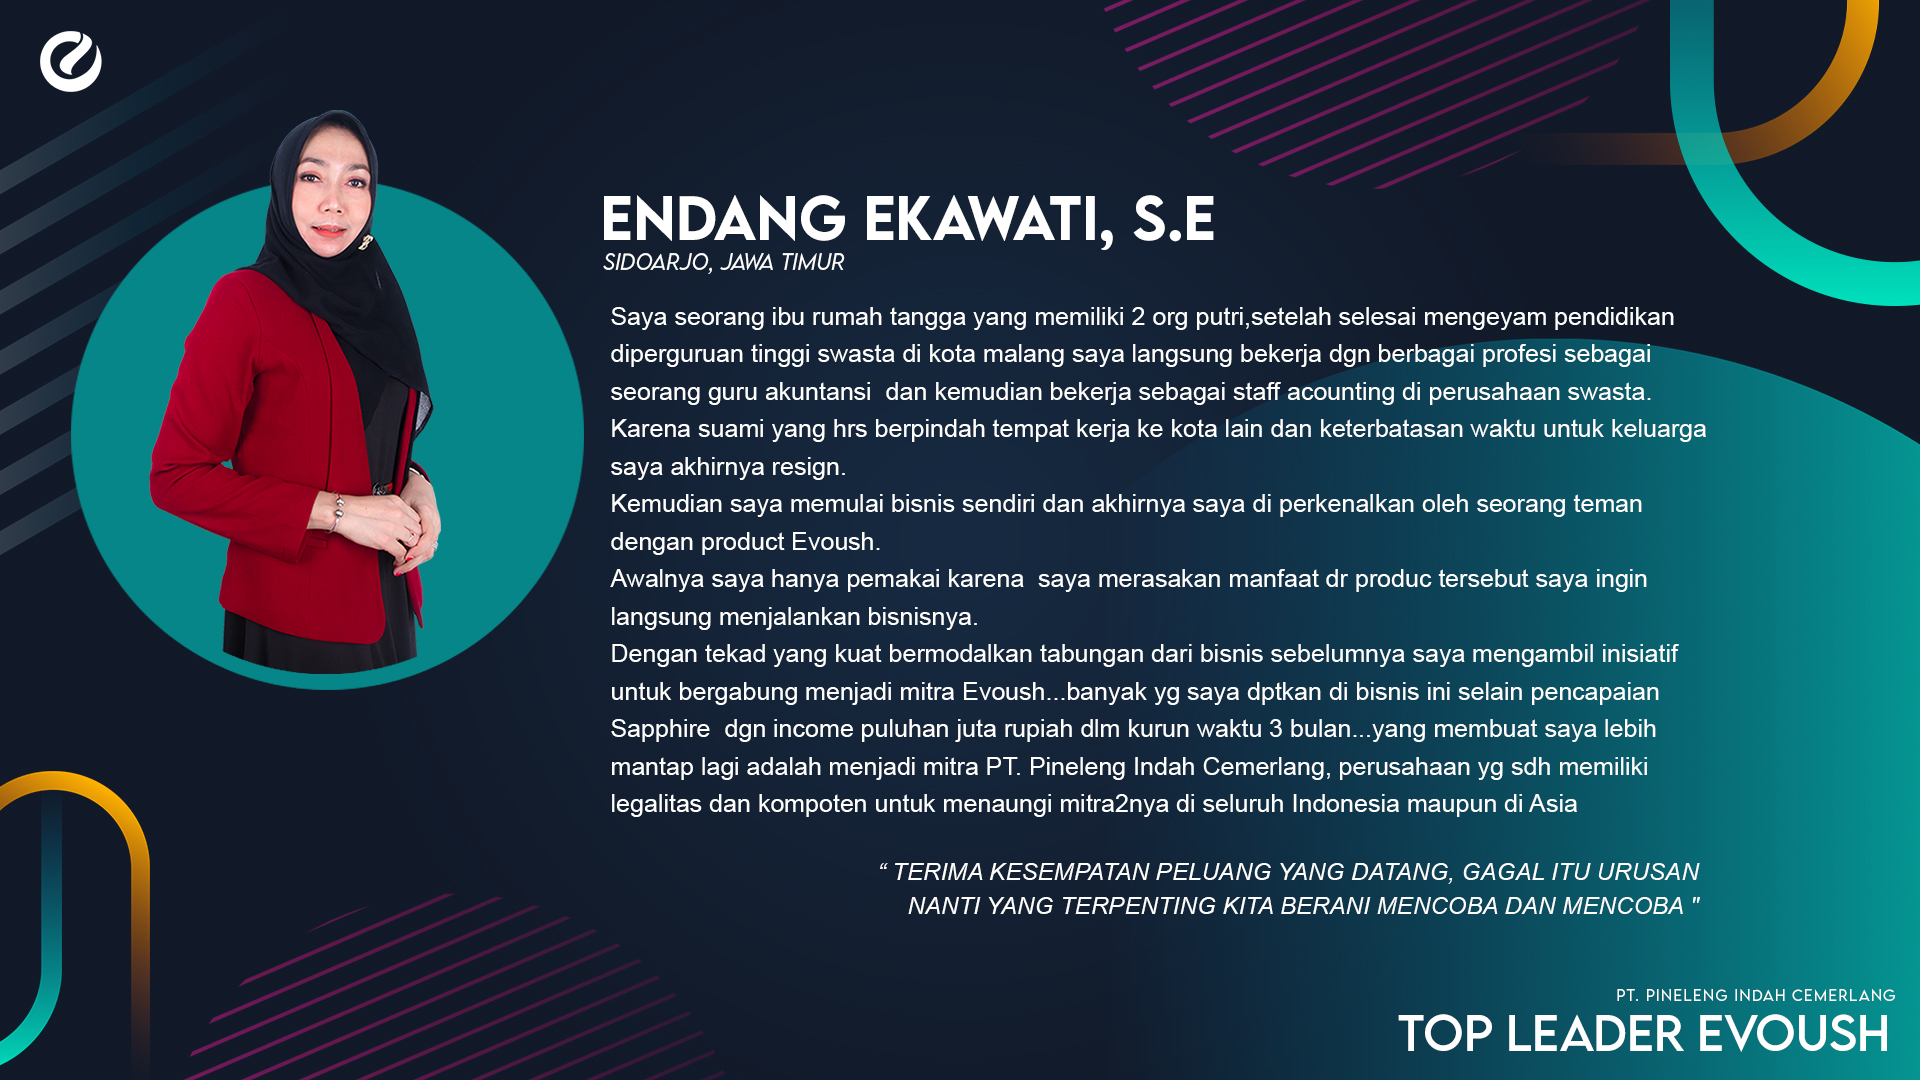 ENDANG EKAWATI, S.E
SIDOARJO, JAWA TIMUR
Saya seorang ibu rumah tangga yang memiliki 2 org putri,setelah selesai mengeyam pendidikan
diperguruan tinggi swasta di kota malang saya langsung bekerja dgn berbagai profesi sebagai
seorang guru akuntansi  dan kemudian bekerja sebagai staff acounting di perusahaan swasta.
Karena suami yang hrs berpindah tempat kerja ke kota lain dan keterbatasan waktu untuk keluarga
saya akhirnya resign.
Kemudian saya memulai bisnis sendiri dan akhirnya saya di perkenalkan oleh seorang teman
dengan product Evoush.
Awalnya saya hanya pemakai karena  saya merasakan manfaat dr produc tersebut saya ingin
langsung menjalankan bisnisnya.
Dengan tekad yang kuat bermodalkan tabungan dari bisnis sebelumnya saya mengambil inisiatif
untuk bergabung menjadi mitra Evoush...banyak yg saya dptkan di bisnis ini selain pencapaian
Sapphire  dgn income puluhan juta rupiah dlm kurun waktu 3 bulan...yang membuat saya lebih
mantap lagi adalah menjadi mitra PT. Pineleng Indah Cemerlang, perusahaan yg sdh memiliki
legalitas dan kompoten untuk menaungi mitra2nya di seluruh Indonesia maupun di Asia
“ TERIMA KESEMPATAN PELUANG YANG DATANG, GAGAL ITU URUSAN
NANTI YANG TERPENTING KITA BERANI MENCOBA DAN MENCOBA "
PT. PINELENG INDAH CEMERLANG
TOP LEADER EVOUSH